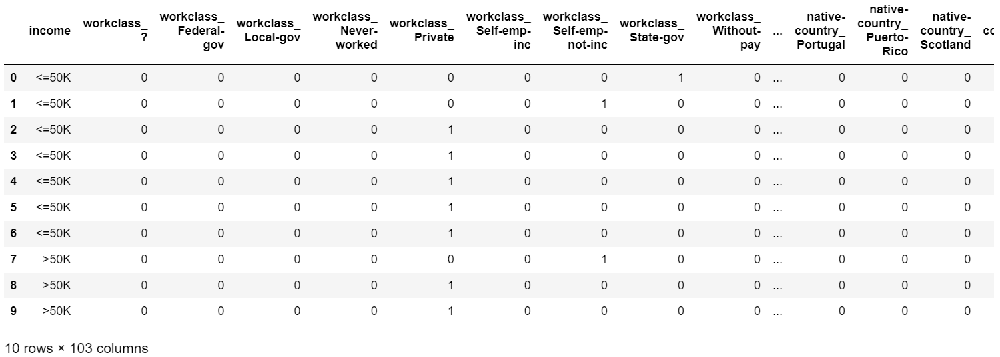 income workclass_? workclass_Federal-gov workclass_Local-gov workclass_Never-worked workclass_Private workclass_Self-emp-inc workclass_Self-emp-not-inc workclass_State-gov workclass_Without-pay ... native-country_Portugal native-country_Puerto-Rico native-country_Scotland
0 <=50K 0 0 0 0 0 0 0 1 0 ... 0 0 0
1 <=50K 0 0 0 0 0 0 1 0 0 ... 0 0 0
2 <=50K 0 0 0 0 1 0 0 0 0 ... 0 0 0
3 <=50K 0 0 0 0 1 0 0 0 0 ... 0 0 0
4 <=50K 0 0 0 0 1 0 0 0 0 ... 0 0 0
5 <=50K 0 0 0 0 1 0 0 0 0 ... 0 0 0
6 <=50K 0 0 0 0 1 0 0 0 0 ... 0 0 0
7 >50K 0 0 0 0 0 0 1 0 0 ... 0 0 0
8 >50K 0 0 0 0 1 0 0 0 0 ... 0 0 0
9 >50K 0 0 0 0 1 0 0 0 0 ... 0 0 0
10 rows × 103 columns